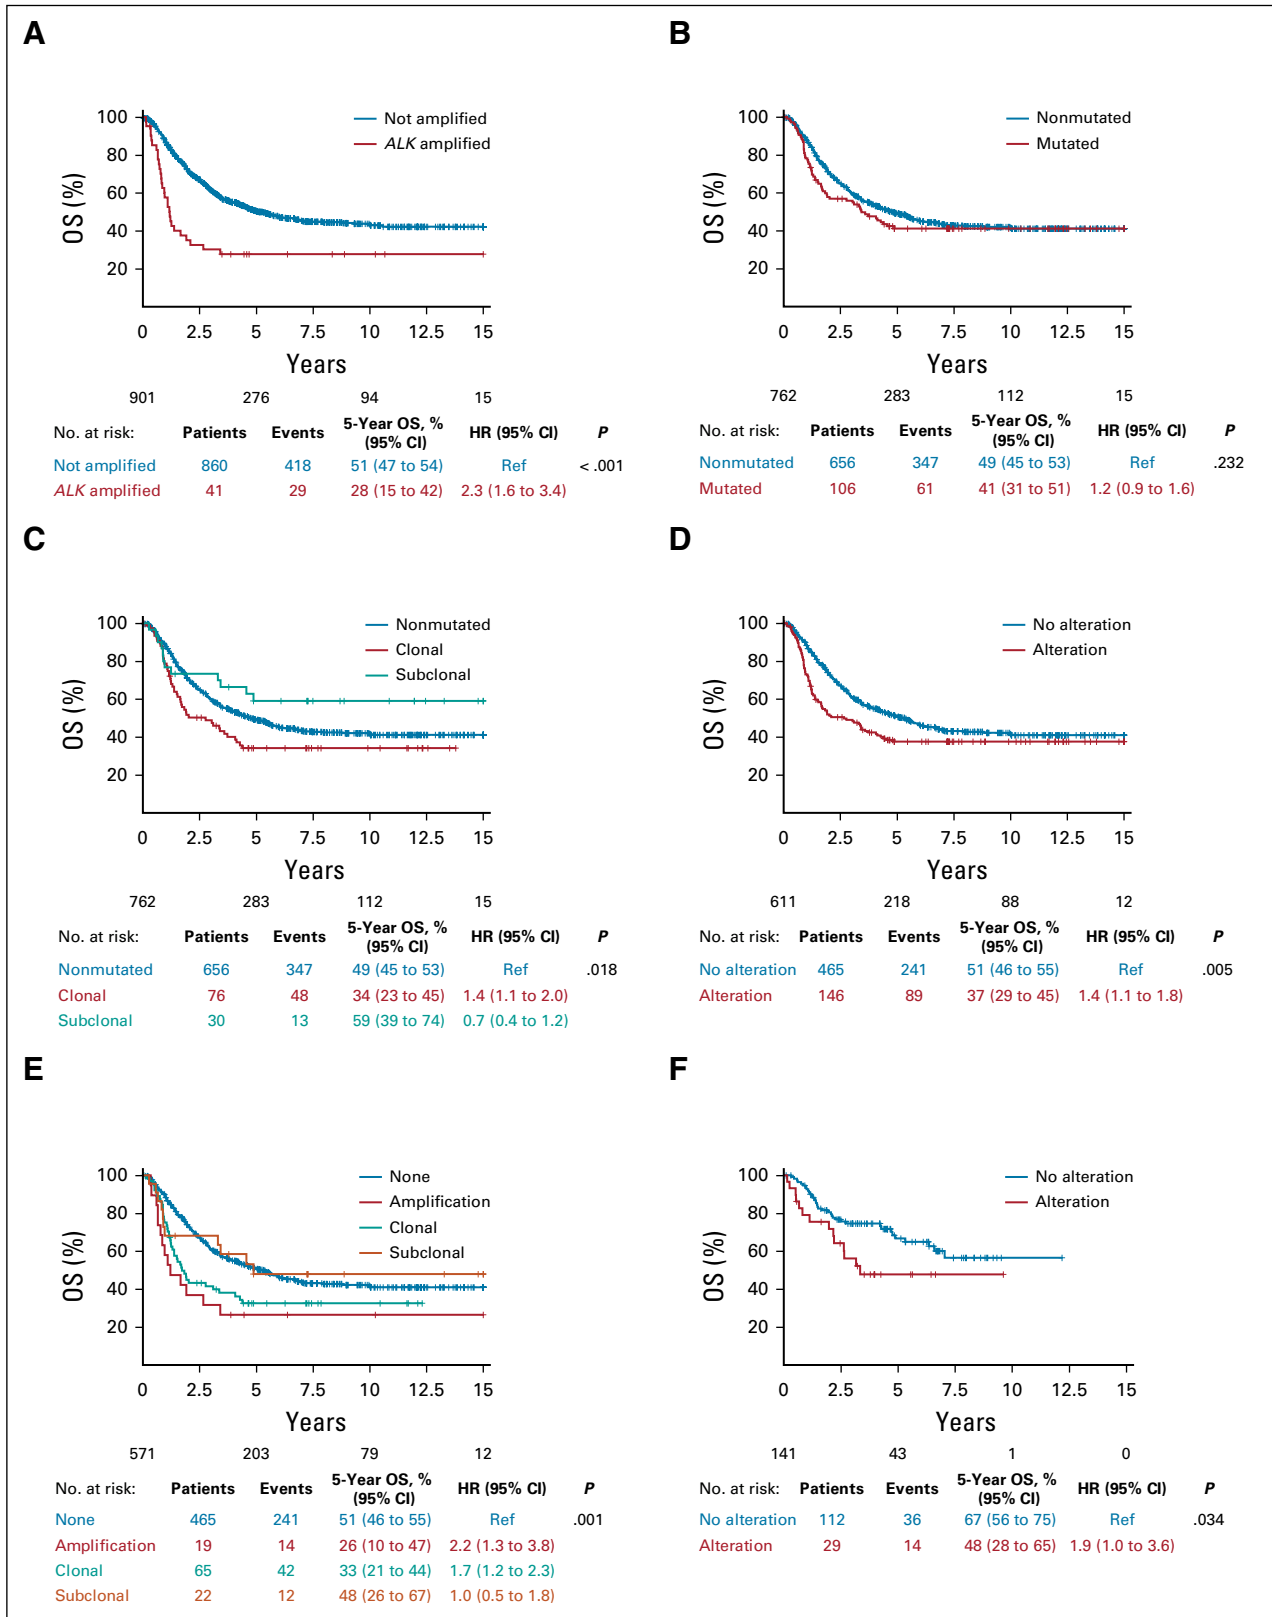 A
100
80
60
40
20
OS (%)
Not amplified
ALK amplified
0 2.5 5 7.5 10 12.5 15
Years
901 276 94 15
No. at risk: Patients Events 5-Year OS, % (95% CI) HR (95% CI) P
Not amplified 860 418 51 (47 to 54) Ref < .001
ALK amplified 41 29 28 (15 to 42) 2.3 (1.6 to 3.4)
B
100
80
60
40
20
OS (%)
Nonmutated
Mutated
0 2.5 5 7.5 10 12.5 15
Years
762 283 112 15
No. at risk: Patients Events 5-Year OS, % (95% CI) HR (95% CI) P
Nonmutated 656 347 49 (45 to 53) Ref .232
Mutated 106 61 41 (31 to 51) 1.2 (0.9 to 1.6)
C
100
80
60
40
20
OS (%)
Nonmutated
Clonal
Subclonal
0 2.5 5 7.5 10 12.5 15
Years
762 283 112 15
No. at risk: Patients Events 5-Year OS, % (95% CI) HR (95% CI) P
Nonmutated 656 347 49 (45 to 53) Ref .018
Clonal 76 48 34 (23 to 45) 1.4 (1.1 to 2.0)
Subclonal 30 13 59 (39 to 74) 0.7 (0.4 to 1.2)
D
100
80
60
40
20
OS (%)
No alteration
Alteration
0 2.5 5 7.5 10 12.5 15
Years
611 218 88 12
No. at risk: Patients Events 5-Year OS, % (95% CI) HR (95% CI) P
No alteration 465 241 51 (46 to 55) Ref .005
Alteration 146 89 37 (29 to 45) 1.4 (1.1 to 1.8)
E
100
80
60
40
20
OS (%)
None
Amplification
Clonal
Subclonal
0 2.5 5 7.5 10 12.5 15
Years
571 203 79 12
No. at risk: Patients Events 5-Year OS, % (95% CI) HR (95% CI) P
None 465 241 51 (46 to 55) Ref .001
Amplification 19 14 26 (10 to 47) 2.2 (1.3 to 3.8)
Clonal 65 42 33 (21 to 44) 1.7 (1.2 to 2.3)
Subclonal 22 12 48 (26 to 67) 1.0 (0.5 to 1.8)
F
100
80
60
40
20
OS (%)
No alteration
Alteration
0 2.5 5 7.5 10 12.5 15
Years
141 43 1 0
No. at risk: Patients Events 5-Year OS, % (95% CI) HR (95% CI) P
No alteration 112 36 67 (56 to 75) Ref .034
Alteration 29 14 48 (28 to 65) 1.9 (1.0 to 3.6)